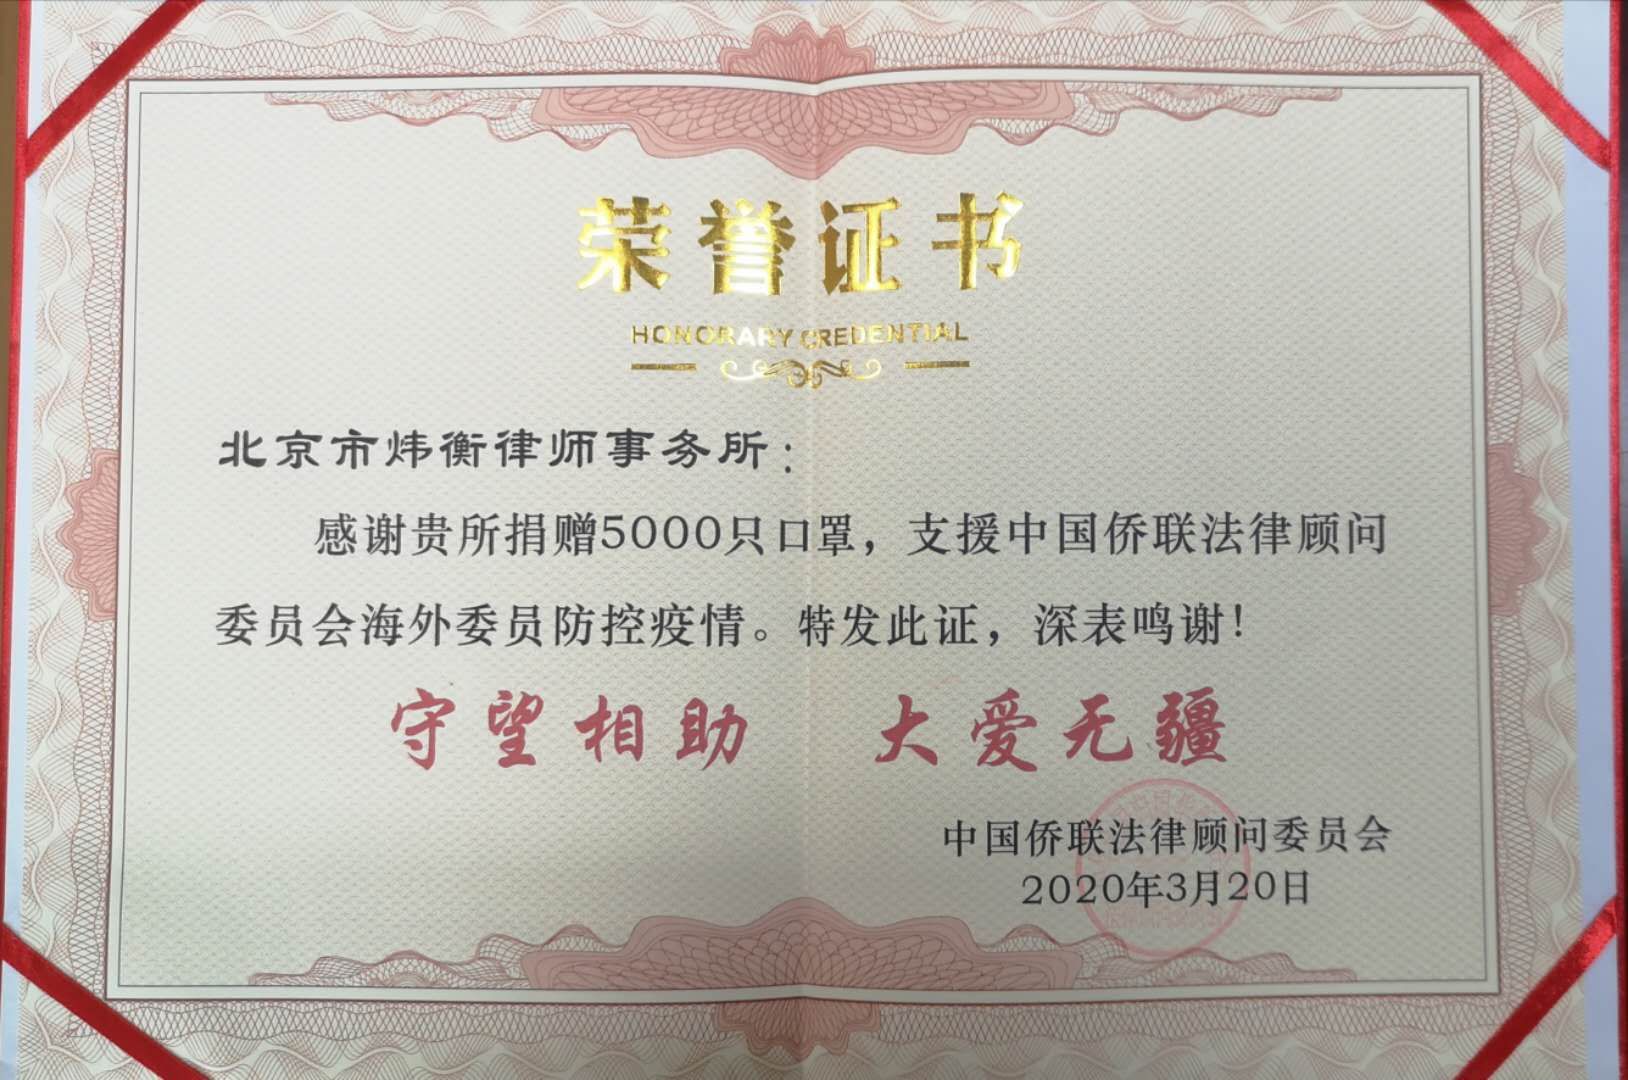 荣誉证书
HONORARY CREDENTIAL
北京市炜衡律师事务所：
感谢贵所捐赠5000只口罩，支援中国侨联法律顾问
委员会海外委员防控疫情。特发此证，深表鸣谢！
守望相助 大爱无疆
中国侨联法律顾问委员会
2020年3月20日